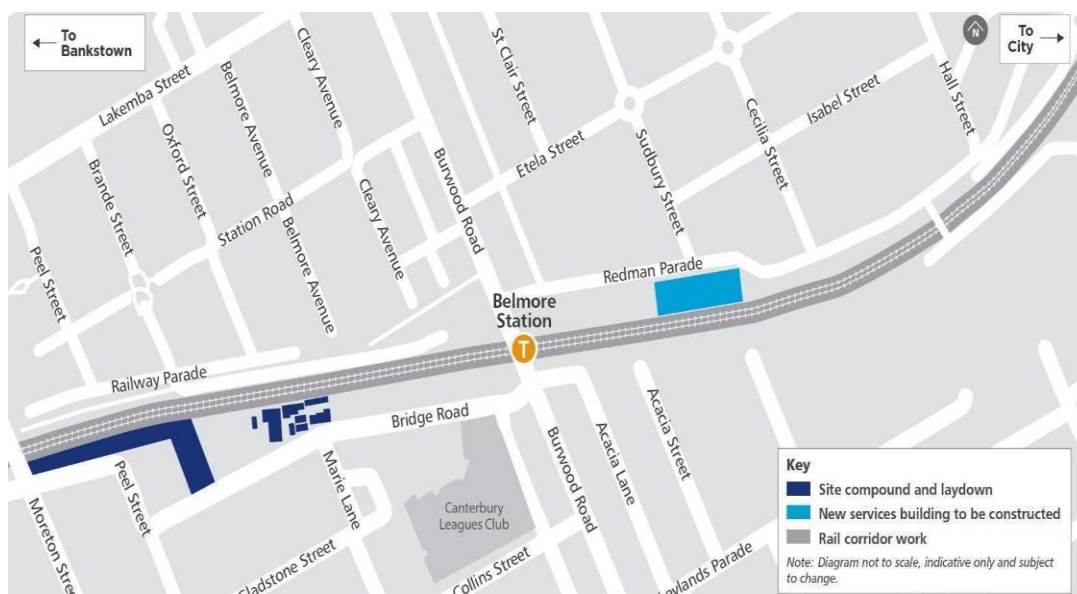 To
Bankstown
N
To
City
Lakemba Street
Cleary Avenue
Belmore Avenue
Oxford Street
Brande Street
Station Road
Peel Street
Belmore Avenue
Cleary Avenue
Burwood Road
St Clair Street
Etela Street
Sudbury Street
Cecilia Street
Isabel Street
Hall Street
Redman Parade
Belmore
Station
T
Railway Parade
Bridge Road
Peel Street
Moreton Street
Marie Lane
Gladstone Street
Canterbury
Leagues Club
Collins Street
Burwood Road
Acacia Lane
Acacia Street
Leylands Parade
Key
Site compound and laydown
New services building to be constructed
Rail corridor work
Note: Diagram not to scale, indicative only and subject
to change.